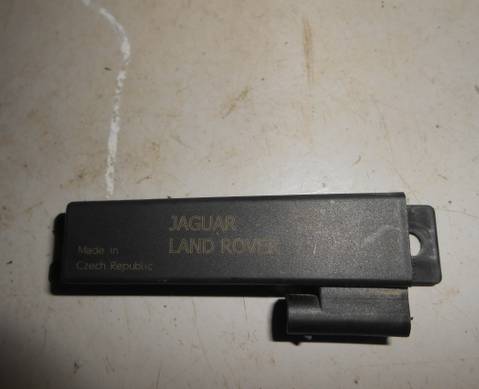 JAGUAR
LAND ROVER
Made in
Czech Republic